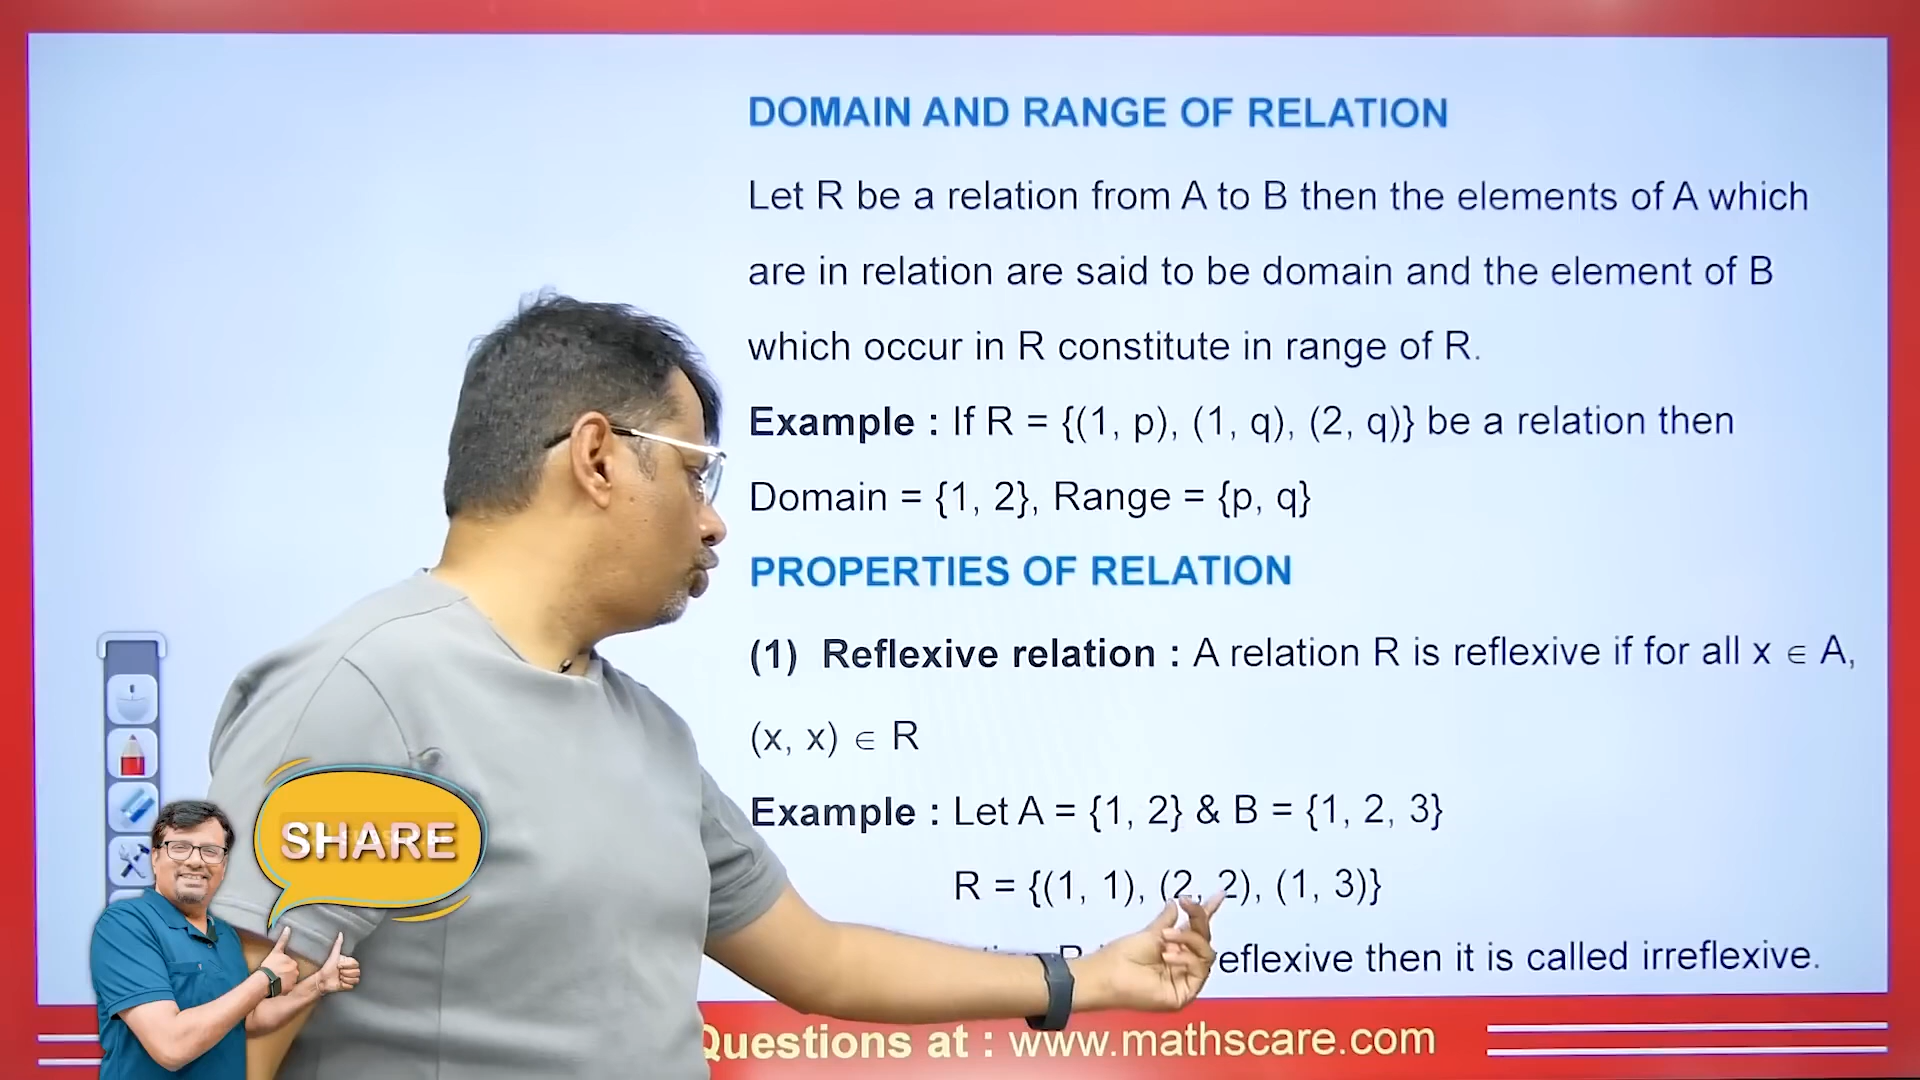 DOMAIN AND RANGE OF RELATION
Let R be a relation from A to B then the elements of A which
are in relation are said to be domain and the element of B
which occur in R constitute in range of R.
Example : If R = {(1, p), (1, q), (2, q)} be a relation then
Domain = {1, 2}, Range = {p, q}
PROPERTIES OF RELATION
(1) Reflexive relation : A relation R is reflexive if for all x ∈ A,
(x, x) ∈ R
Example : Let A = {1, 2} & B = {1, 2, 3}
R = {(1, 1), (2, 2), (1, 3)}
then it is called irreflexive.
SHARE
Questions at : www.mathscare.com